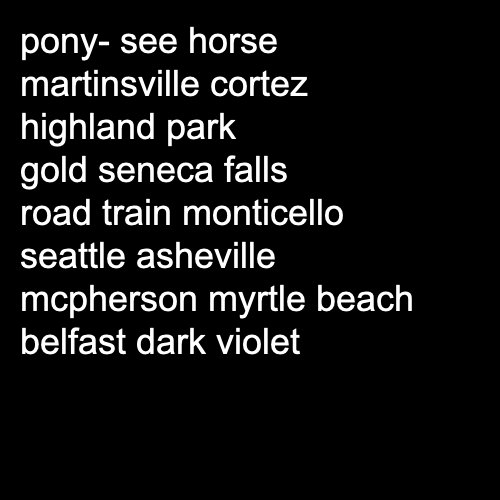 pony- see horse
martinsville cortez
highland park
gold seneca falls
road train monticello
seattle asheville
mcpherson myrtle beach
belfast dark violet